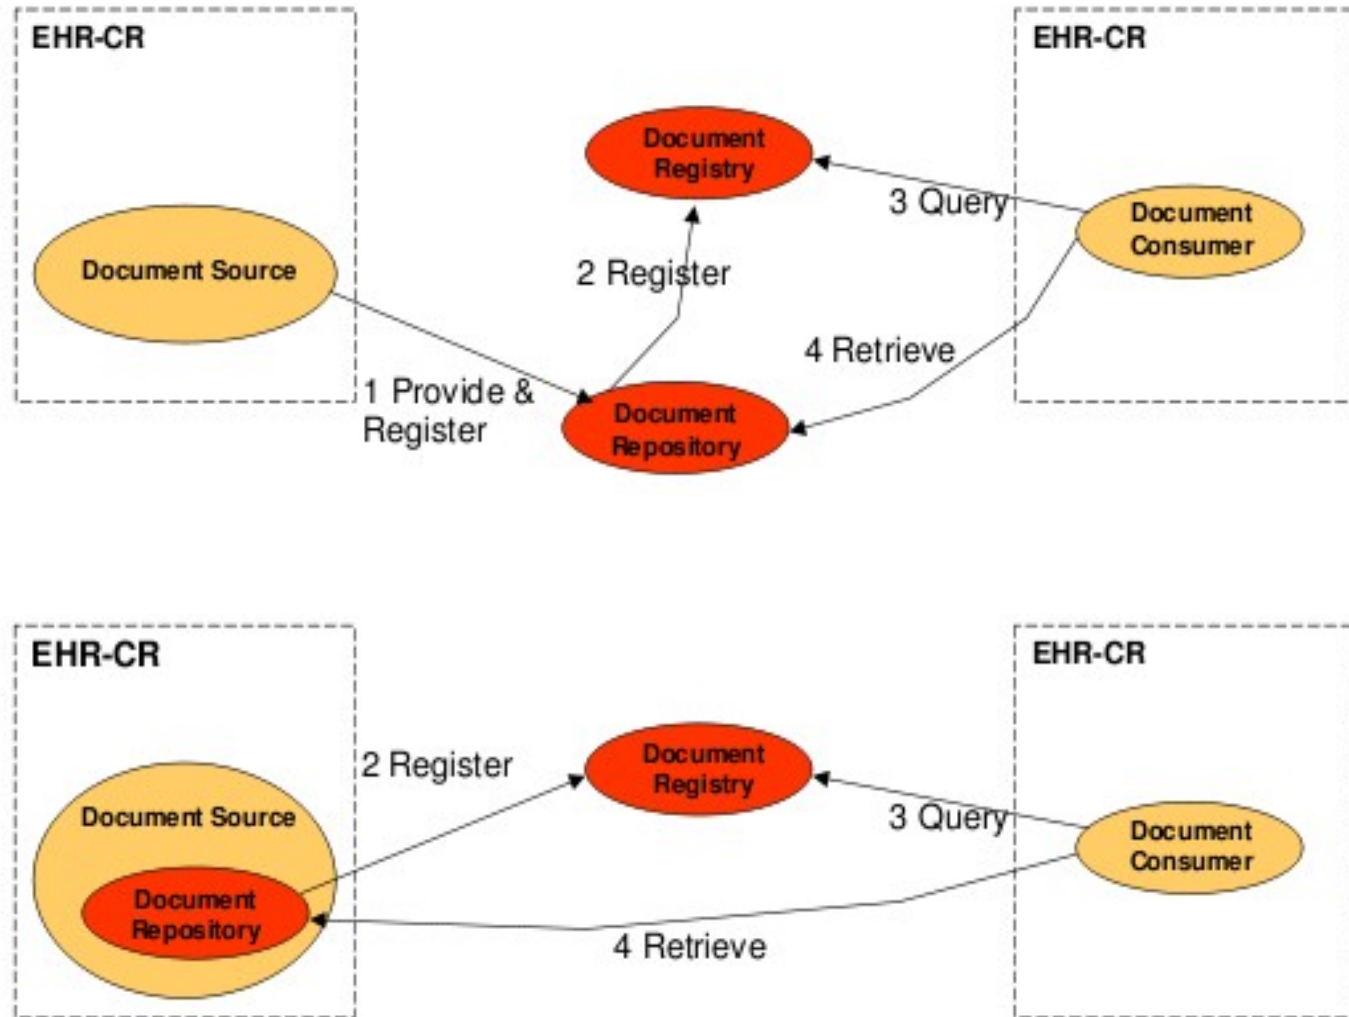 EHR-CR
EHR-CR
Document
Registry
3 Query
Document
Consumer
Document Source
2 Register
4 Retrieve
1 Provide &
Register
Document
Repository
EHR-CR
EHR-CR
2 Register
Document
Registry
3 Query
Document
Consumer
Document Source
Document
Repository
4 Retrieve